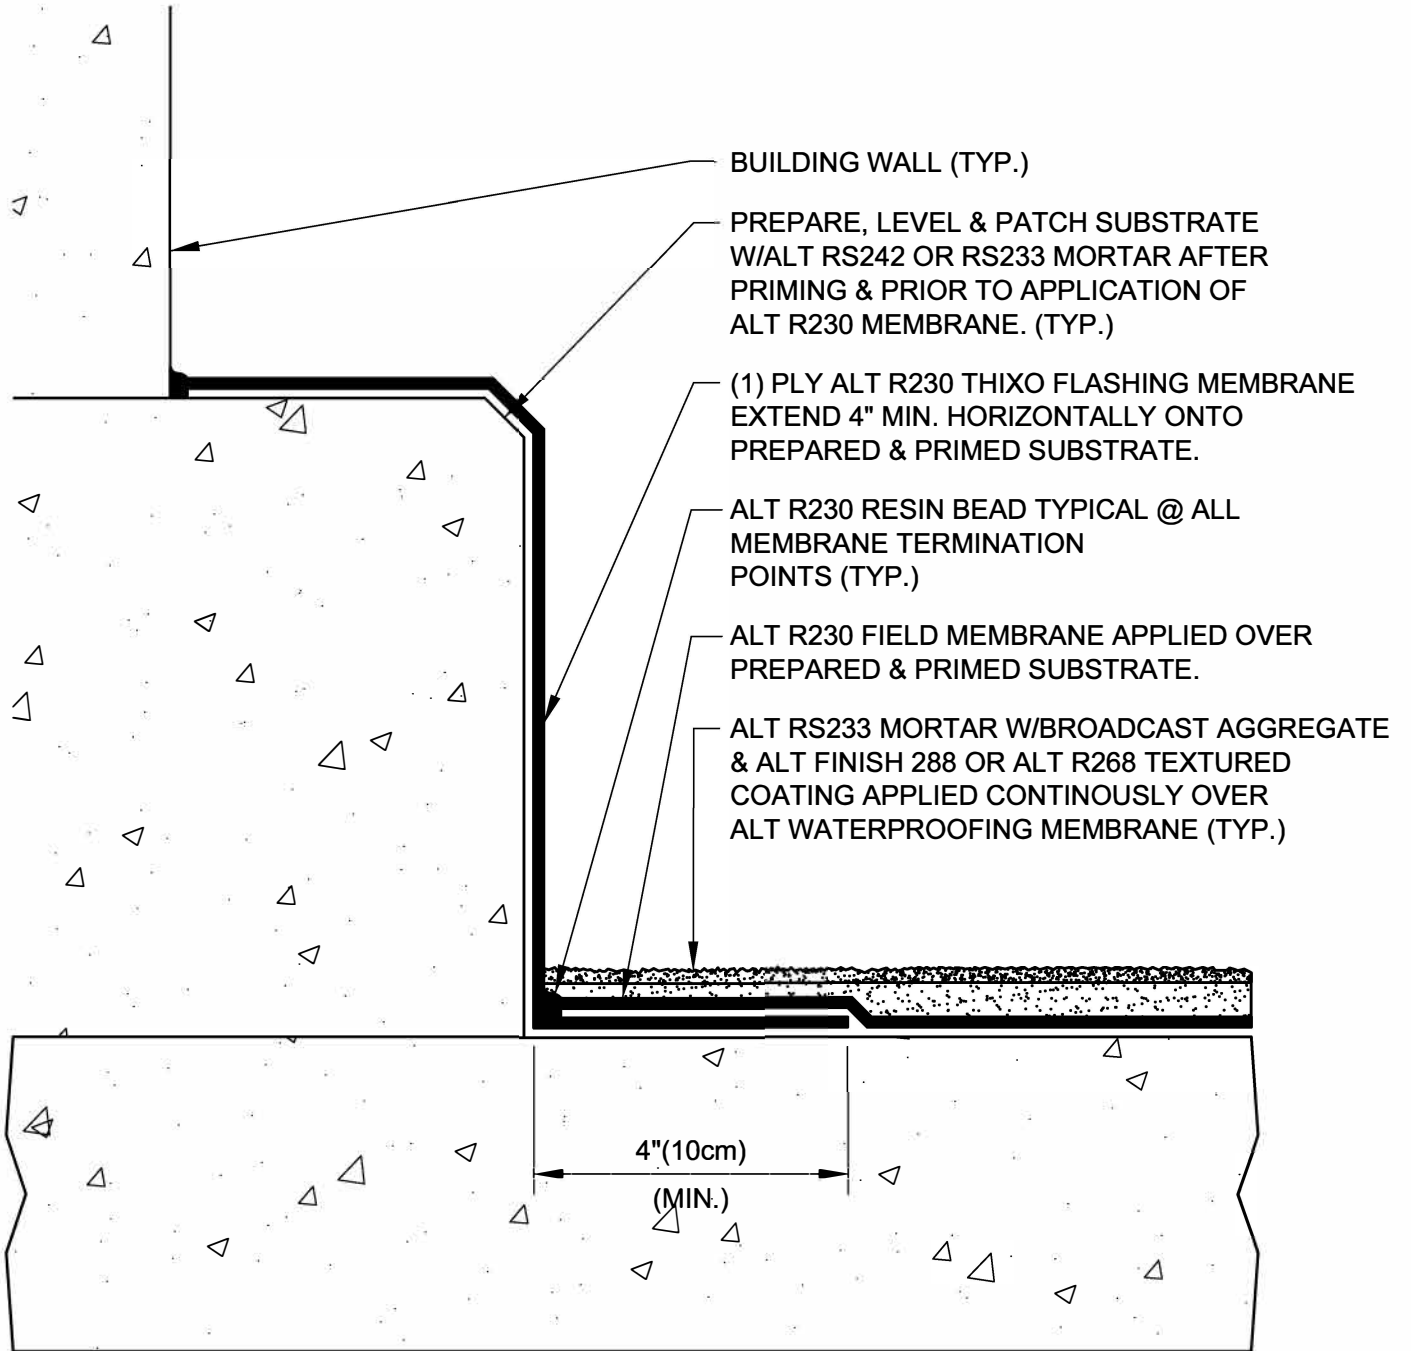 BUILDING WALL (TYP.)
PREPARE, LEVEL & PATCH SUBSTRATE
W/ALT RS242 OR RS233 MORTAR AFTER
PRIMING & PRIOR TO APPLICATION OF
ALT R230 MEMBRANE. (TYP.)
(1) PLY ALT R230 THIXO FLASHING MEMBRANE
EXTEND 4" MIN. HORIZONTALLY ONTO
PREPARED & PRIMED SUBSTRATE.
ALT R230 RESIN BEAD TYPICAL @ ALL
MEMBRANE TERMINATION
POINTS (TYP.)
ALT R230 FIELD MEMBRANE APPLIED OVER
PREPARED & PRIMED SUBSTRATE.
ALT RS233 MORTAR W/BROADCAST AGGREGATE
& ALT FINISH 288 OR ALT R268 TEXTURED
COATING APPLIED CONTINOUSLY OVER
ALT WATERPROOFING MEMBRANE (TYP.)
4"(10cm)
(MIN.)